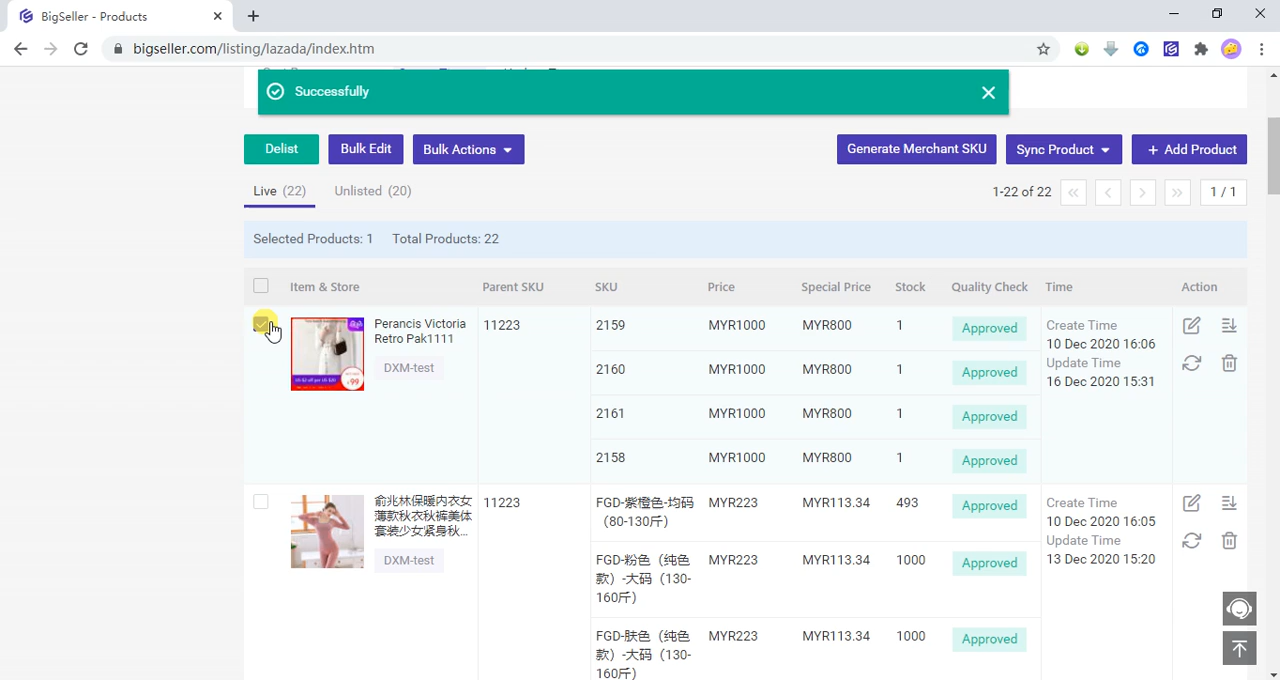 BigSeller - Products
bigseller.com/listing/lazada/index.htm
Successfully
Delist
Bulk Edit
Bulk Actions
Generate Merchant SKU
Sync Product
+ Add Product
Live (22)
Unlisted (20)
1-22 of 22
1 / 1
Selected Products: 1 Total Products: 22
Item & Store Parent SKU SKU Price Special Price Stock Quality Check Time Action
Perancis Victoria
Retro Pak1111
DXM-test
11223
2159 MYR1000 MYR800 1 Approved
2160 MYR1000 MYR800 1 Approved
2161 MYR1000 MYR800 1 Approved
2158 MYR1000 MYR800 1 Approved
Create Time
10 Dec 2020 16:06
Update Time
16 Dec 2020 15:31
俞兆林保暖内衣女
薄款秋衣秋裤美体
套装少女紧身秋...
DXM-test
11223
FGD-紫橙色-均码
（80-130斤）
MYR223 MYR113.34 493 Approved
FGD-粉色（纯色
款）-大码（130-
160斤）
MYR223 MYR113.34 1000 Approved
FGD-肤色（纯色
款）-大码（130-
160斤）
MYR223 MYR113.34 1000 Approved
Create Time
10 Dec 2020 16:05
Update Time
13 Dec 2020 15:20